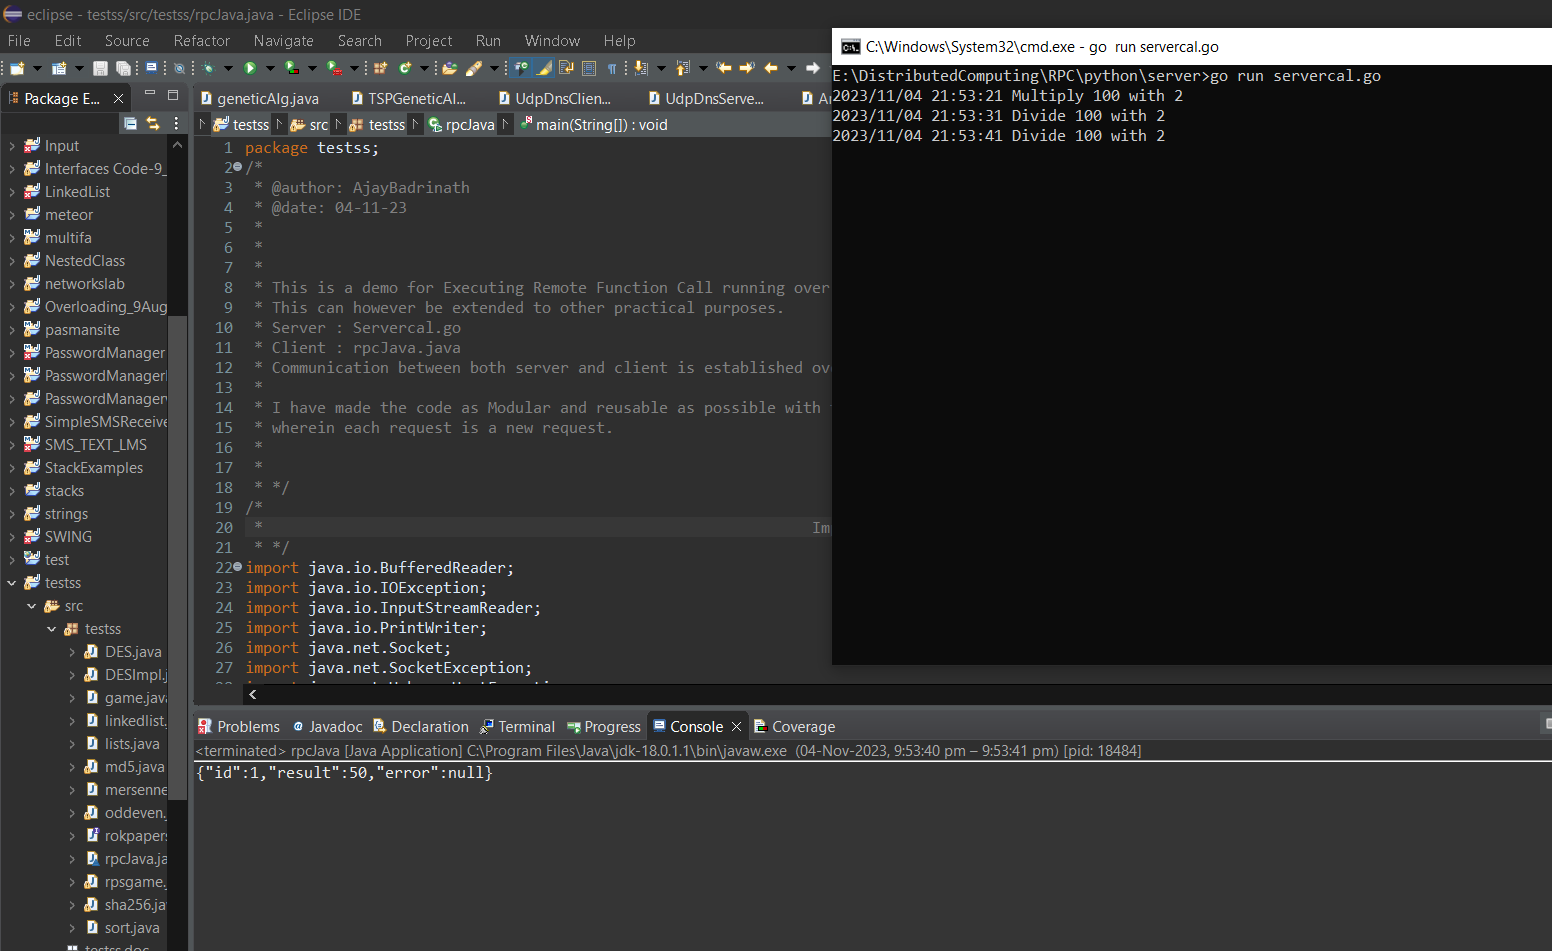 eclipse - testss/src/testss/rpcJava.java - Eclipse IDE
File Edit Source Refactor Navigate Search Project Run Window Help
Package E...
geneticAlg.java
TSPGeneticAl...
UdpDnsClien...
UdpDnsServe...
testss src testss rpcJava main(String[]) : void
Input
Interfaces Code-9_
LinkedList
meteor
multifa
NestedClass
networkslab
Overloading_9Aug
pasmansite
PasswordManager
PasswordManager
PasswordManager
SimpleSMSReceive
SMS_TEXT_LMS
StackExamples
stacks
strings
SWING
test
testss
src
testss
DES.java
DESImpl.j
game.java
linkedlist.
lists.java
md5.java
mersenne
oddeven.
rokpapers
rpcJava.ja
rpsgame.
sha256.ja
sort.java
testss.doc
1 package testss;
2 /*
3 * @author: AjayBadrinath
4 * @date: 04-11-23
5 *
6 *
7 *
8 * This is a demo for Executing Remote Function Call running over
9 * This can however be extended to other practical purposes.
10 * Server : Servercal.go
11 * Client : rpcJava.java
12 * Communication between both server and client is established ov
13 *
14 * I have made the code as Modular and reusable as possible with
15 * wherein each request is a new request.
16 *
17 *
18 * */
19 /*
20 * Im
21 * */
22 import java.io.BufferedReader;
23 import java.io.IOException;
24 import java.io.InputStreamReader;
25 import java.io.PrintWriter;
26 import java.net.Socket;
27 import java.net.SocketException;
C:\Windows\System32\cmd.exe - go run servercal.go
E:\DistributedComputing\RPC\python\server>go run servercal.go
2023/11/04 21:53:21 Multiply 100 with 2
2023/11/04 21:53:31 Divide 100 with 2
2023/11/04 21:53:41 Divide 100 with 2
Problems Javadoc Declaration Terminal Progress Console Coverage
<terminated> rpcJava [Java Application] C:\Program Files\Java\jdk-18.0.1.1\bin\javaw.exe (04-Nov-2023, 9:53:40 pm – 9:53:41 pm) [pid: 18484]
{"id":1,"result":50,"error":null}